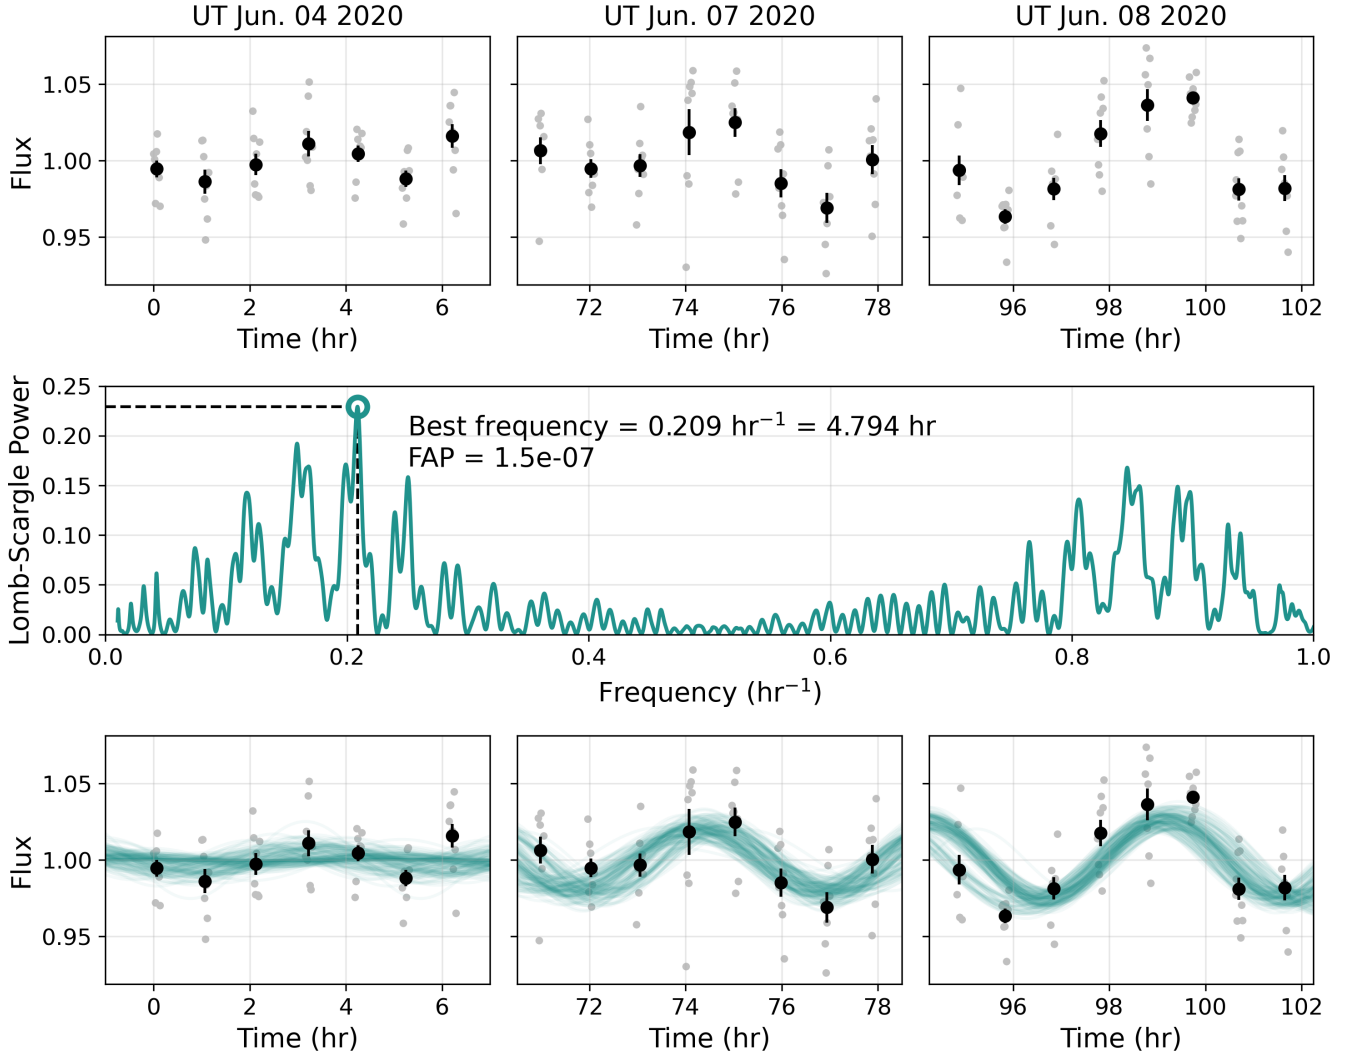 UT Jun. 04 2020 UT Jun. 07 2020 UT Jun. 08 2020
Flux
1.05
1.00
0.95
0 2 4 6 72 74 76 78 96 98 100 102
Time (hr) Time (hr) Time (hr)
Lomb-Scargle Power
0.25
0.20
0.15
0.10
0.05
0.00
Best frequency = 0.209 hr⁻¹ = 4.794 hr
FAP = 1.5e-07
0.0 0.2 0.4 0.6 0.8 1.0
Frequency (hr⁻¹)
Flux
1.05
1.00
0.95
0 2 4 6 72 74 76 78 96 98 100 102
Time (hr) Time (hr) Time (hr)